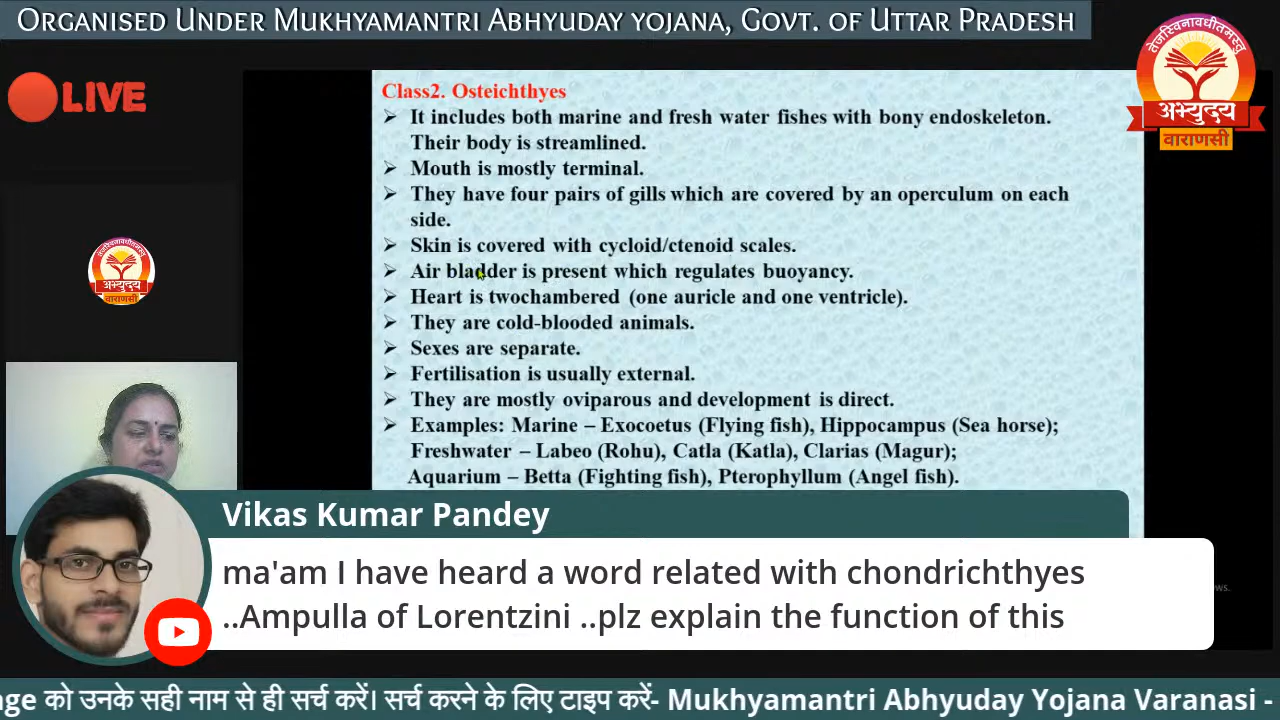 Organised Under Mukhyamantri Abhyuday yojana, Govt. of Uttar Pradesh
तेजस्विनावधीतमस्तु
अभ्युदय
वाराणसी
LIVE
Class2. Osteichthyes
➢ It includes both marine and fresh water fishes with bony endoskeleton.
Their body is streamlined.
➢ Mouth is mostly terminal.
➢ They have four pairs of gills which are covered by an operculum on each
side.
➢ Skin is covered with cycloid/ctenoid scales.
➢ Air bladder is present which regulates buoyancy.
➢ Heart is twochambered (one auricle and one ventricle).
➢ They are cold-blooded animals.
➢ Sexes are separate.
➢ Fertilisation is usually external.
➢ They are mostly oviparous and development is direct.
➢ Examples: Marine – Exocoetus (Flying fish), Hippocampus (Sea horse);
Freshwater – Labeo (Rohu), Catla (Katla), Clarias (Magur);
Aquarium – Betta (Fighting fish), Pterophyllum (Angel fish).
अभ्युदय
Vikas Kumar Pandey
ma'am I have heard a word related with chondrichthyes
..Ampulla of Lorentzini ..plz explain the function of this
age को उनके सही नाम से ही सर्च करें। सर्च करने के लिए टाइप करें- Mukhyamantri Abhyuday Yojana Varanasi -